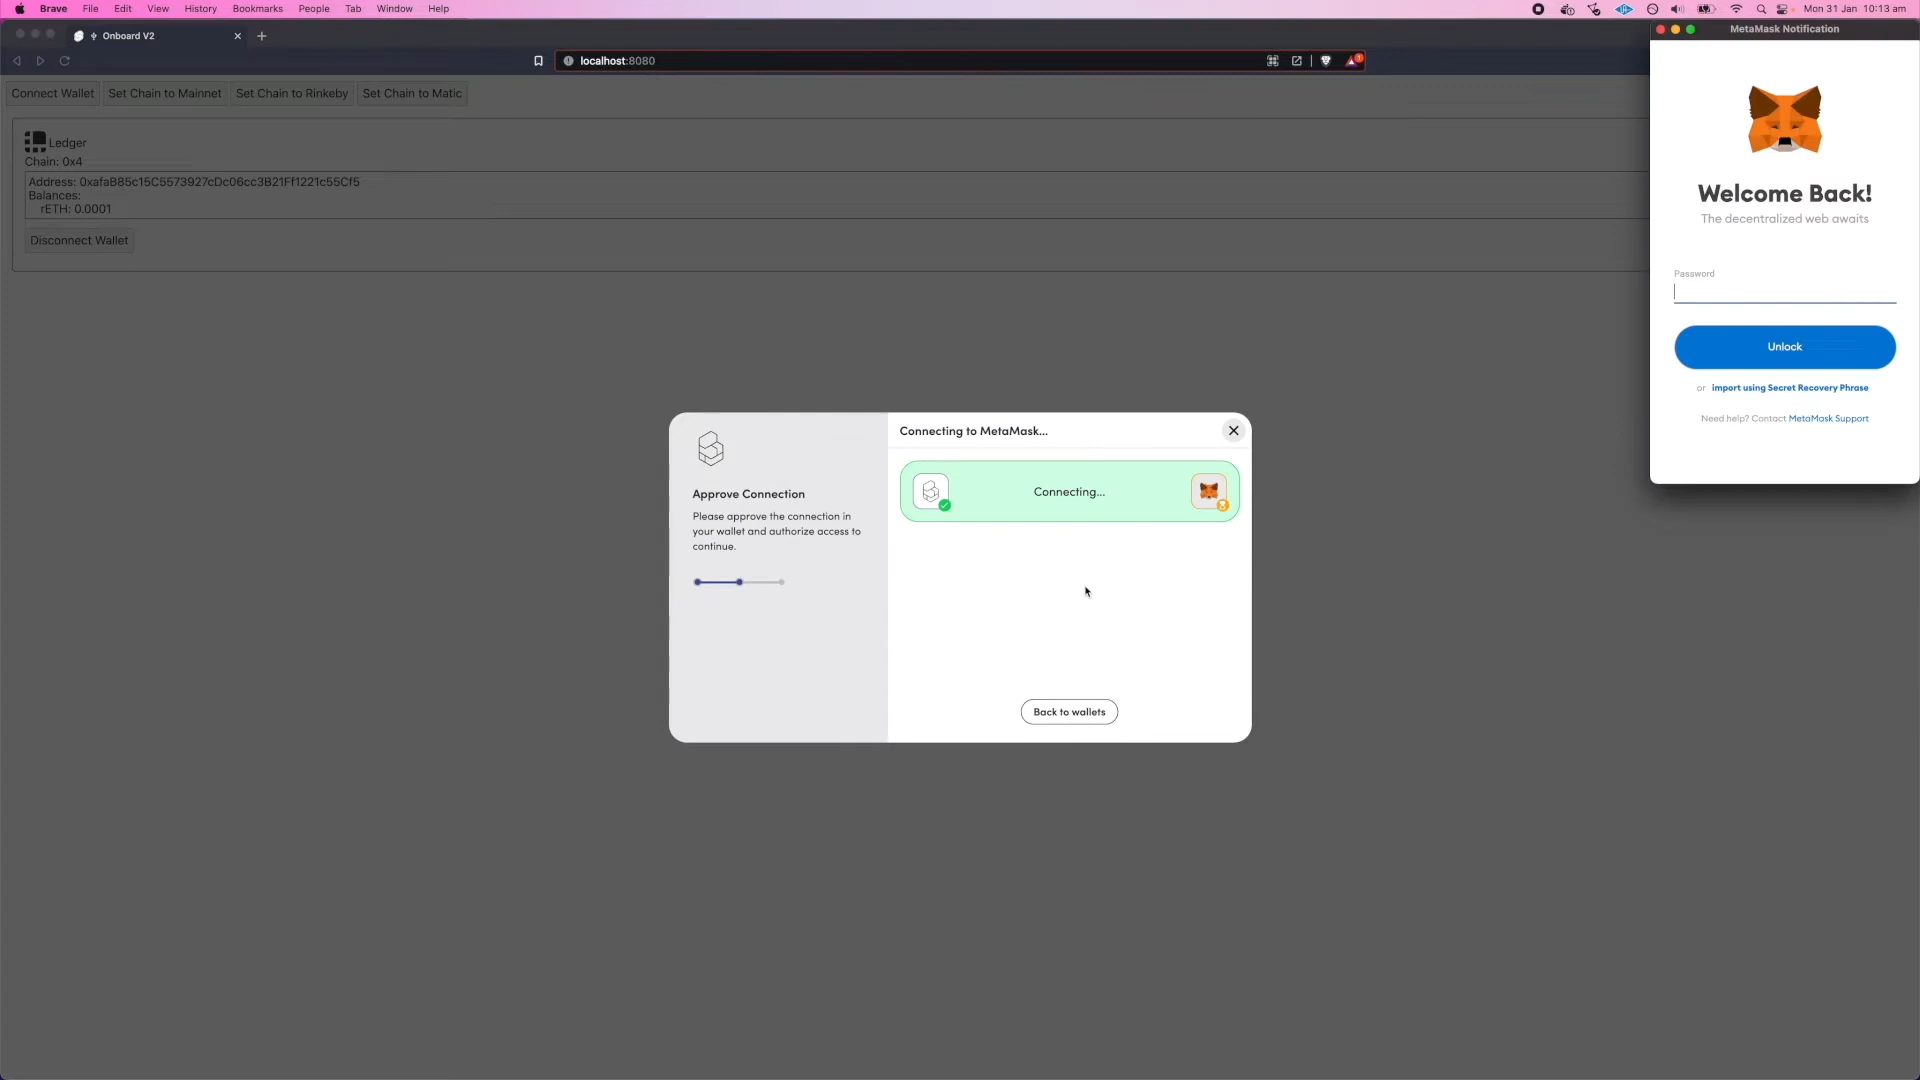 Brave File Edit View History Bookmarks People Tab Window Help Mon 31 Jan 10:13 am
Onboard V2
MetaMask Notification
localhost:8080
Connect Wallet Set Chain to Mainnet Set Chain to Rinkeby Set Chain to Matic
Ledger
Chain: 0x4
Address: 0xafaB85c15C5573927cDc06cc3B21Ff1221c55Cf5
Balances:
rETH: 0.0001
Disconnect Wallet
Welcome Back!
The decentralized web awaits
Password
Unlock
or import using Secret Recovery Phrase
Need help? Contact MetaMask Support
Approve Connection
Please approve the connection in
your wallet and authorize access to
continue.
Connecting to MetaMask...
Connecting...
Back to wallets